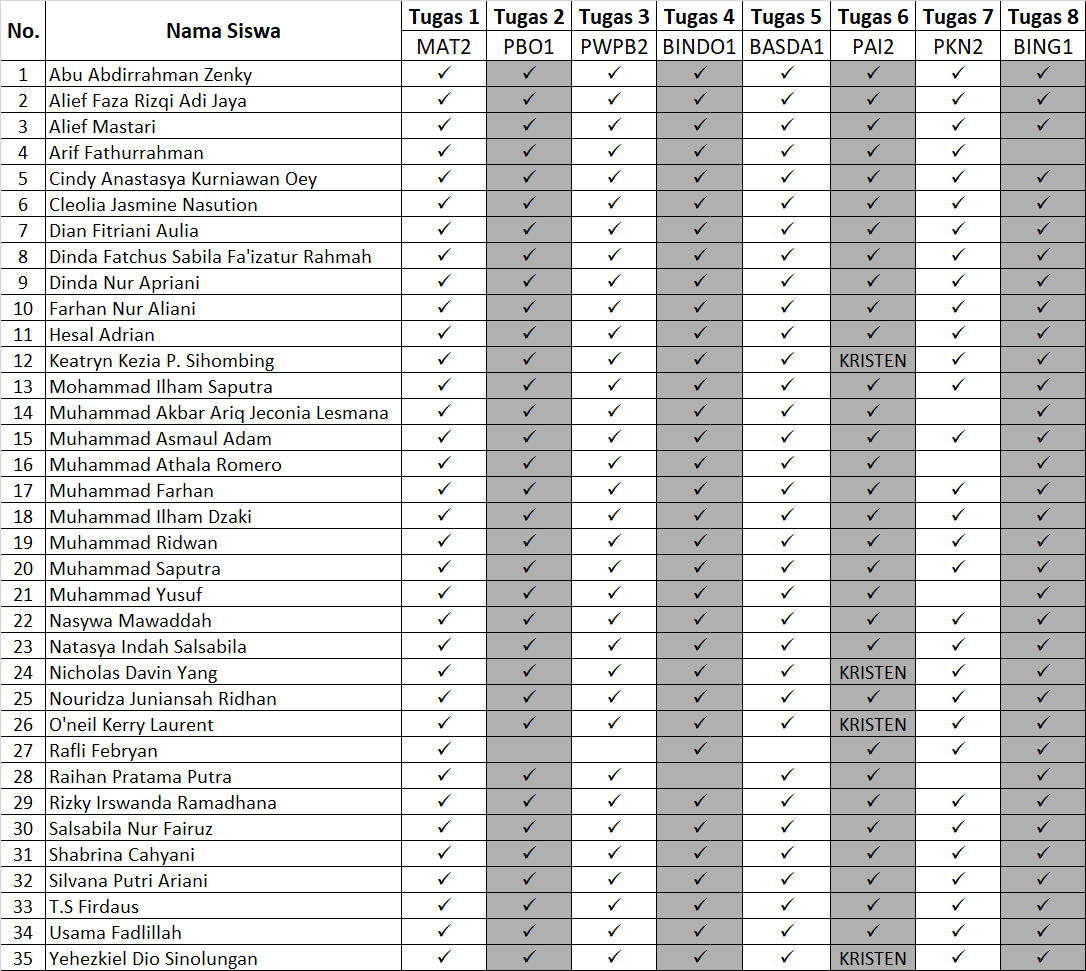 No. Nama Siswa Tugas 1 Tugas 2 Tugas 3 Tugas 4 Tugas 5 Tugas 6 Tugas 7 Tugas 8
MAT2 PBO1 PWPB2 BINDO1 BASDA1 PAI2 PKN2 BING1
1 Abu Abdirrahman Zenky ✓ ✓ ✓ ✓ ✓ ✓ ✓ ✓
2 Alief Faza Rizqi Adi Jaya ✓ ✓ ✓ ✓ ✓ ✓ ✓ ✓
3 Alief Mastari ✓ ✓ ✓ ✓ ✓ ✓ ✓ ✓
4 Arif Fathurrahman ✓ ✓ ✓ ✓ ✓ ✓ ✓
5 Cindy Anastasya Kurniawan Oey ✓ ✓ ✓ ✓ ✓ ✓ ✓ ✓
6 Cleolia Jasmine Nasution ✓ ✓ ✓ ✓ ✓ ✓ ✓ ✓
7 Dian Fitriani Aulia ✓ ✓ ✓ ✓ ✓ ✓ ✓ ✓
8 Dinda Fatchus Sabila Fa'izatur Rahmah ✓ ✓ ✓ ✓ ✓ ✓ ✓ ✓
9 Dinda Nur Apriani ✓ ✓ ✓ ✓ ✓ ✓ ✓ ✓
10 Farhan Nur Aliani ✓ ✓ ✓ ✓ ✓ ✓ ✓ ✓
11 Hesal Adrian ✓ ✓ ✓ ✓ ✓ ✓ ✓ ✓
12 Keatryn Kezia P. Sihombing ✓ ✓ ✓ ✓ ✓ KRISTEN ✓ ✓
13 Mohammad Ilham Saputra ✓ ✓ ✓ ✓ ✓ ✓ ✓ ✓
14 Muhammad Akbar Ariq Jeconia Lesmana ✓ ✓ ✓ ✓ ✓ ✓ ✓
15 Muhammad Asmaul Adam ✓ ✓ ✓ ✓ ✓ ✓ ✓ ✓
16 Muhammad Athala Romero ✓ ✓ ✓ ✓ ✓ ✓ ✓
17 Muhammad Farhan ✓ ✓ ✓ ✓ ✓ ✓ ✓ ✓
18 Muhammad Ilham Dzaki ✓ ✓ ✓ ✓ ✓ ✓ ✓ ✓
19 Muhammad Ridwan ✓ ✓ ✓ ✓ ✓ ✓ ✓ ✓
20 Muhammad Saputra ✓ ✓ ✓ ✓ ✓ ✓ ✓ ✓
21 Muhammad Yusuf ✓ ✓ ✓ ✓ ✓ ✓ ✓
22 Nasywa Mawaddah ✓ ✓ ✓ ✓ ✓ ✓ ✓ ✓
23 Natasya Indah Salsabila ✓ ✓ ✓ ✓ ✓ ✓ ✓ ✓
24 Nicholas Davin Yang ✓ ✓ ✓ ✓ ✓ KRISTEN ✓ ✓
25 Nouridza Juniansah Ridhan ✓ ✓ ✓ ✓ ✓ ✓ ✓ ✓
26 O'neil Kerry Laurent ✓ ✓ ✓ ✓ ✓ KRISTEN ✓ ✓
27 Rafli Febryan ✓ ✓ ✓ ✓ ✓
28 Raihan Pratama Putra ✓ ✓ ✓ ✓ ✓ ✓
29 Rizky Irswanda Ramadhana ✓ ✓ ✓ ✓ ✓ ✓ ✓ ✓
30 Salsabila Nur Fairuz ✓ ✓ ✓ ✓ ✓ ✓ ✓ ✓
31 Shabrina Cahyani ✓ ✓ ✓ ✓ ✓ ✓ ✓ ✓
32 Silvana Putri Ariani ✓ ✓ ✓ ✓ ✓ ✓ ✓ ✓
33 T.S Firdaus ✓ ✓ ✓ ✓ ✓ ✓ ✓ ✓
34 Usama Fadlillah ✓ ✓ ✓ ✓ ✓ ✓ ✓ ✓
35 Yehezkiel Dio Sinolungan ✓ ✓ ✓ ✓ ✓ KRISTEN ✓ ✓